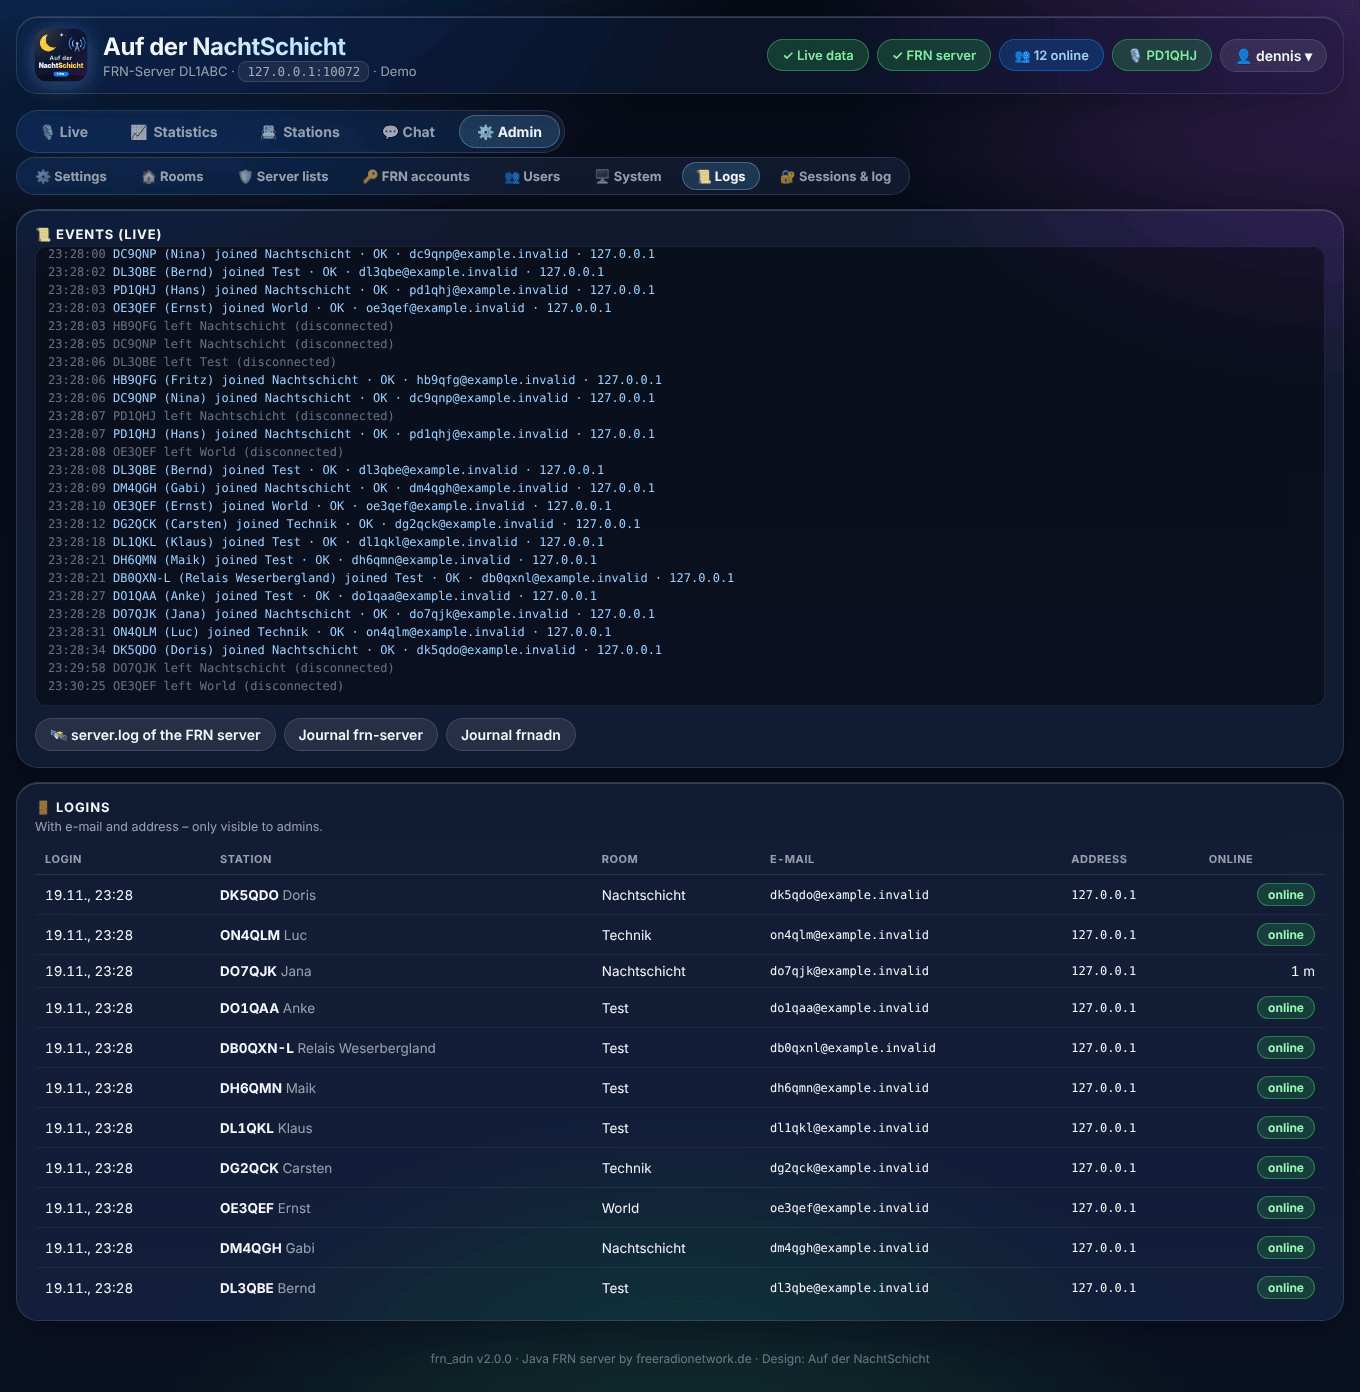 Auf der NachtSchicht
FRN-Server DL1ABC · 127.0.0.1:10072 · Demo
✓ Live data
✓ FRN server
12 online
PD1QHJ
dennis ▾
Auf der
NachtSchicht
Live
Statistics
Stations
Chat
Admin
Settings
Rooms
Server lists
FRN accounts
Users
System
Logs
Sessions & log
EVENTS (LIVE)
23:28:00 DC9QNP (Nina) joined Nachtschicht · OK · dc9qnp@example.invalid · 127.0.0.1
23:28:02 DL3QBE (Bernd) joined Test · OK · dl3qbe@example.invalid · 127.0.0.1
23:28:03 PD1QHJ (Hans) joined Nachtschicht · OK · pd1qhj@example.invalid · 127.0.0.1
23:28:03 OE3QEF (Ernst) joined World · OK · oe3qef@example.invalid · 127.0.0.1
23:28:03 HB9QFG left Nachtschicht (disconnected)
23:28:05 DC9QNP left Nachtschicht (disconnected)
23:28:06 DL3QBE left Test (disconnected)
23:28:06 HB9QFG (Fritz) joined Nachtschicht · OK · hb9qfg@example.invalid · 127.0.0.1
23:28:06 DC9QNP (Nina) joined Nachtschicht · OK · dc9qnp@example.invalid · 127.0.0.1
23:28:07 PD1QHJ left Nachtschicht (disconnected)
23:28:07 PD1QHJ (Hans) joined Nachtschicht · OK · pd1qhj@example.invalid · 127.0.0.1
23:28:08 OE3QEF left World (disconnected)
23:28:08 DL3QBE (Bernd) joined Test · OK · dl3qbe@example.invalid · 127.0.0.1
23:28:09 DM4QGH (Gabi) joined Nachtschicht · OK · dm4qgh@example.invalid · 127.0.0.1
23:28:10 OE3QEF (Ernst) joined World · OK · oe3qef@example.invalid · 127.0.0.1
23:28:12 DG2QCK (Carsten) joined Technik · OK · dg2qck@example.invalid · 127.0.0.1
23:28:18 DL1QKL (Klaus) joined Test · OK · dl1qkl@example.invalid · 127.0.0.1
23:28:21 DH6QMN (Maik) joined Test · OK · dh6qmn@example.invalid · 127.0.0.1
23:28:21 DB0QXN-L (Relais Weserbergland) joined Test · OK · db0qxnl@example.invalid · 127.0.0.1
23:28:27 DO1QAA (Anke) joined Test · OK · do1qaa@example.invalid · 127.0.0.1
23:28:28 DO7QJK (Jana) joined Nachtschicht · OK · do7qjk@example.invalid · 127.0.0.1
23:28:31 ON4QLM (Luc) joined Technik · OK · on4qlm@example.invalid · 127.0.0.1
23:28:34 DK5QDO (Doris) joined Nachtschicht · OK · dk5qdo@example.invalid · 127.0.0.1
23:29:58 DO7QJK left Nachtschicht (disconnected)
23:30:25 OE3QEF left World (disconnected)
server.log of the FRN server
Journal frn-server
Journal frnadn
LOGINS
With e-mail and address – only visible to admins.
LOGIN STATION ROOM E-MAIL ADDRESS ONLINE
19.11., 23:28 DK5QDO Doris Nachtschicht dk5qdo@example.invalid 127.0.0.1 online
19.11., 23:28 ON4QLM Luc Technik on4qlm@example.invalid 127.0.0.1 online
19.11., 23:28 DO7QJK Jana Nachtschicht do7qjk@example.invalid 127.0.0.1 1 m
19.11., 23:28 DO1QAA Anke Test do1qaa@example.invalid 127.0.0.1 online
19.11., 23:28 DB0QXN-L Relais Weserbergland Test db0qxnl@example.invalid 127.0.0.1 online
19.11., 23:28 DH6QMN Maik Test dh6qmn@example.invalid 127.0.0.1 online
19.11., 23:28 DL1QKL Klaus Test dl1qkl@example.invalid 127.0.0.1 online
19.11., 23:28 DG2QCK Carsten Technik dg2qck@example.invalid 127.0.0.1 online
19.11., 23:28 OE3QEF Ernst World oe3qef@example.invalid 127.0.0.1 online
19.11., 23:28 DM4QGH Gabi Nachtschicht dm4qgh@example.invalid 127.0.0.1 online
19.11., 23:28 DL3QBE Bernd Test dl3qbe@example.invalid 127.0.0.1 online
frn_adn v2.0.0 · Java FRN server by freeradionetwork.de · Design: Auf der NachtSchicht